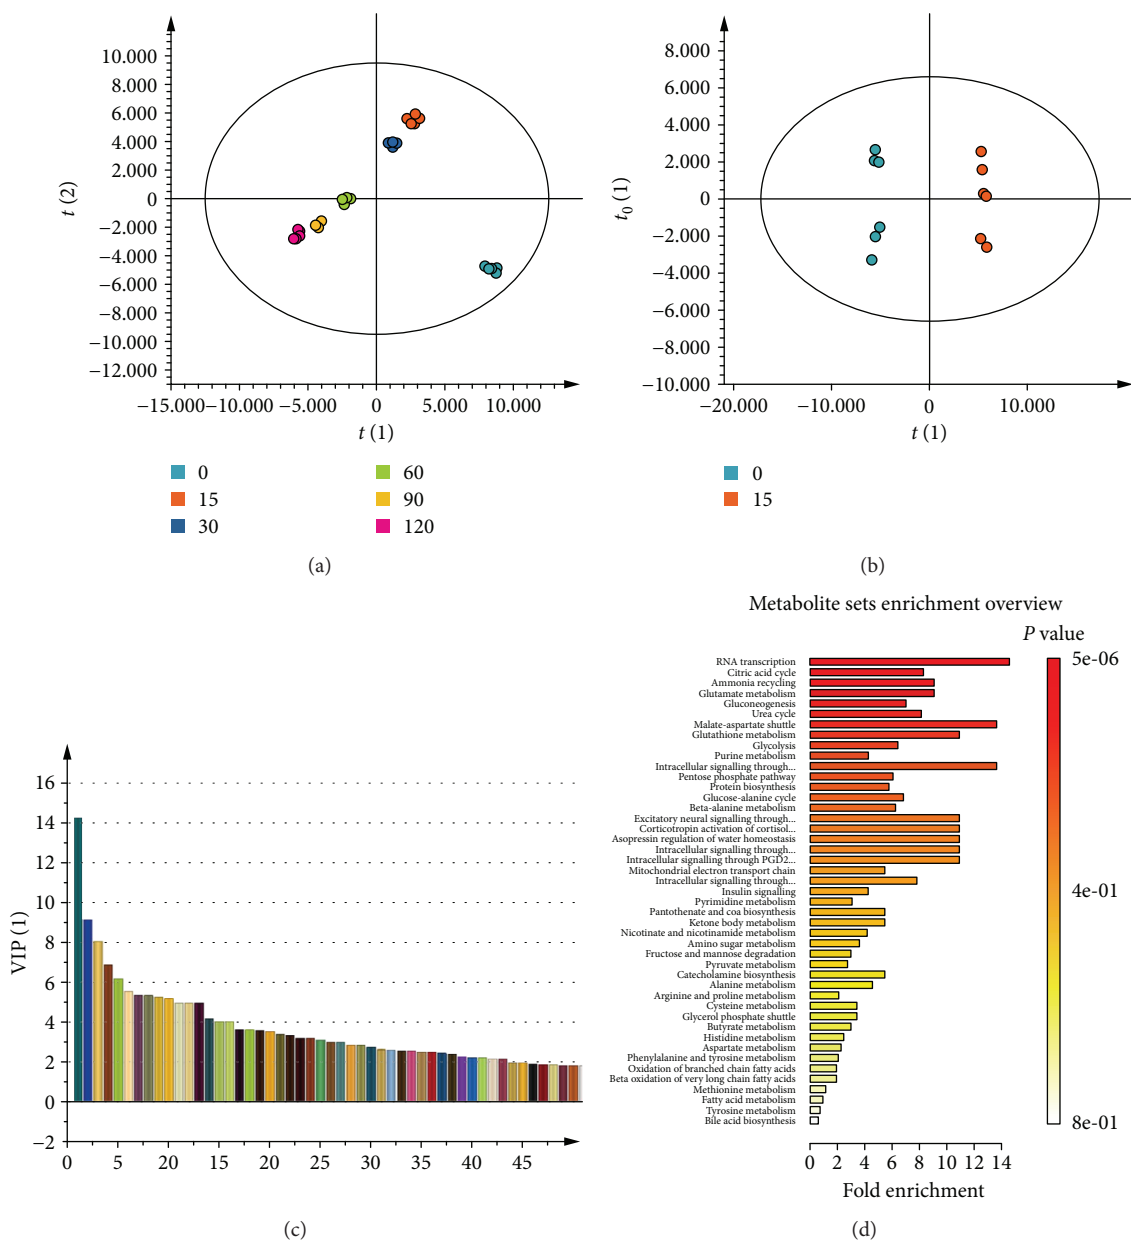 10.000
8.000
6.000
4.000
2.000
0
−2.000
−4.000
−6.000
−8.000
−10.000
−12.000
t (2)
−15.000 −10.000 −5.000 0 5.000 10.000
t (1)
0 60
15 90
30 120
(a)
8.000
6.000
4.000
2.000
0
−2.000
−4.000
−6.000
−8.000
−10.000
t0 (1)
−20.000 −10.000 0 10.000
t (1)
0
15
(b)
16
14
12
10
8
6
4
2
0
−2
VIP (1)
0 5 20 15 20 25 30 35 40 45
(c)
Metabolite sets enrichment overview
P value
5e-06
4e-01
8e-01
RNA transcription
Citric acid cycle
Ammonia recycling
Glutamate metabolism
Gluconeogenesis
Urea cycle
Malate-aspartate shuttle
Glutathione metabolism
Glycolysis
Purine metabolism
Intracellular signalling through...
Pentose phosphate pathway
Protein biosynthesis
Glucose-alanine cycle
Beta-alanine metabolism
Excitatory neural signalling through...
Corticotropin activation of cortisol...
Asopressin regulation of water homeostasis
Intracellular signalling through...
Intracellular signalling through PGD2...
Mitochondrial electron transport chain
Intracellular signalling through...
Insulin signalling
Pyrimidine metabolism
Pantothenate and coa biosynthesis
Ketone body metabolism
Nicotinate and nicotinamide metabolism
Amino sugar metabolism
Fructose and mannose degradation
Pyruvate metabolism
Catecholamine biosynthesis
Alanine metabolism
Arginine and proline metabolism
Cysteine metabolism
Glycerol phosphate shuttle
Butyrate metabolism
Histidine metabolism
Aspartate metabolism
Phenylalanine and tyrosine metabolism
Oxidation of branched chain fatty acids
Beta oxidation of very long chain fatty acids
Methionine metabolism
Fatty acid metabolism
Tyrosine metabolism
Bile acid biosynthesis
0 2 4 6 8 10 12 14
Fold enrichment
(d)